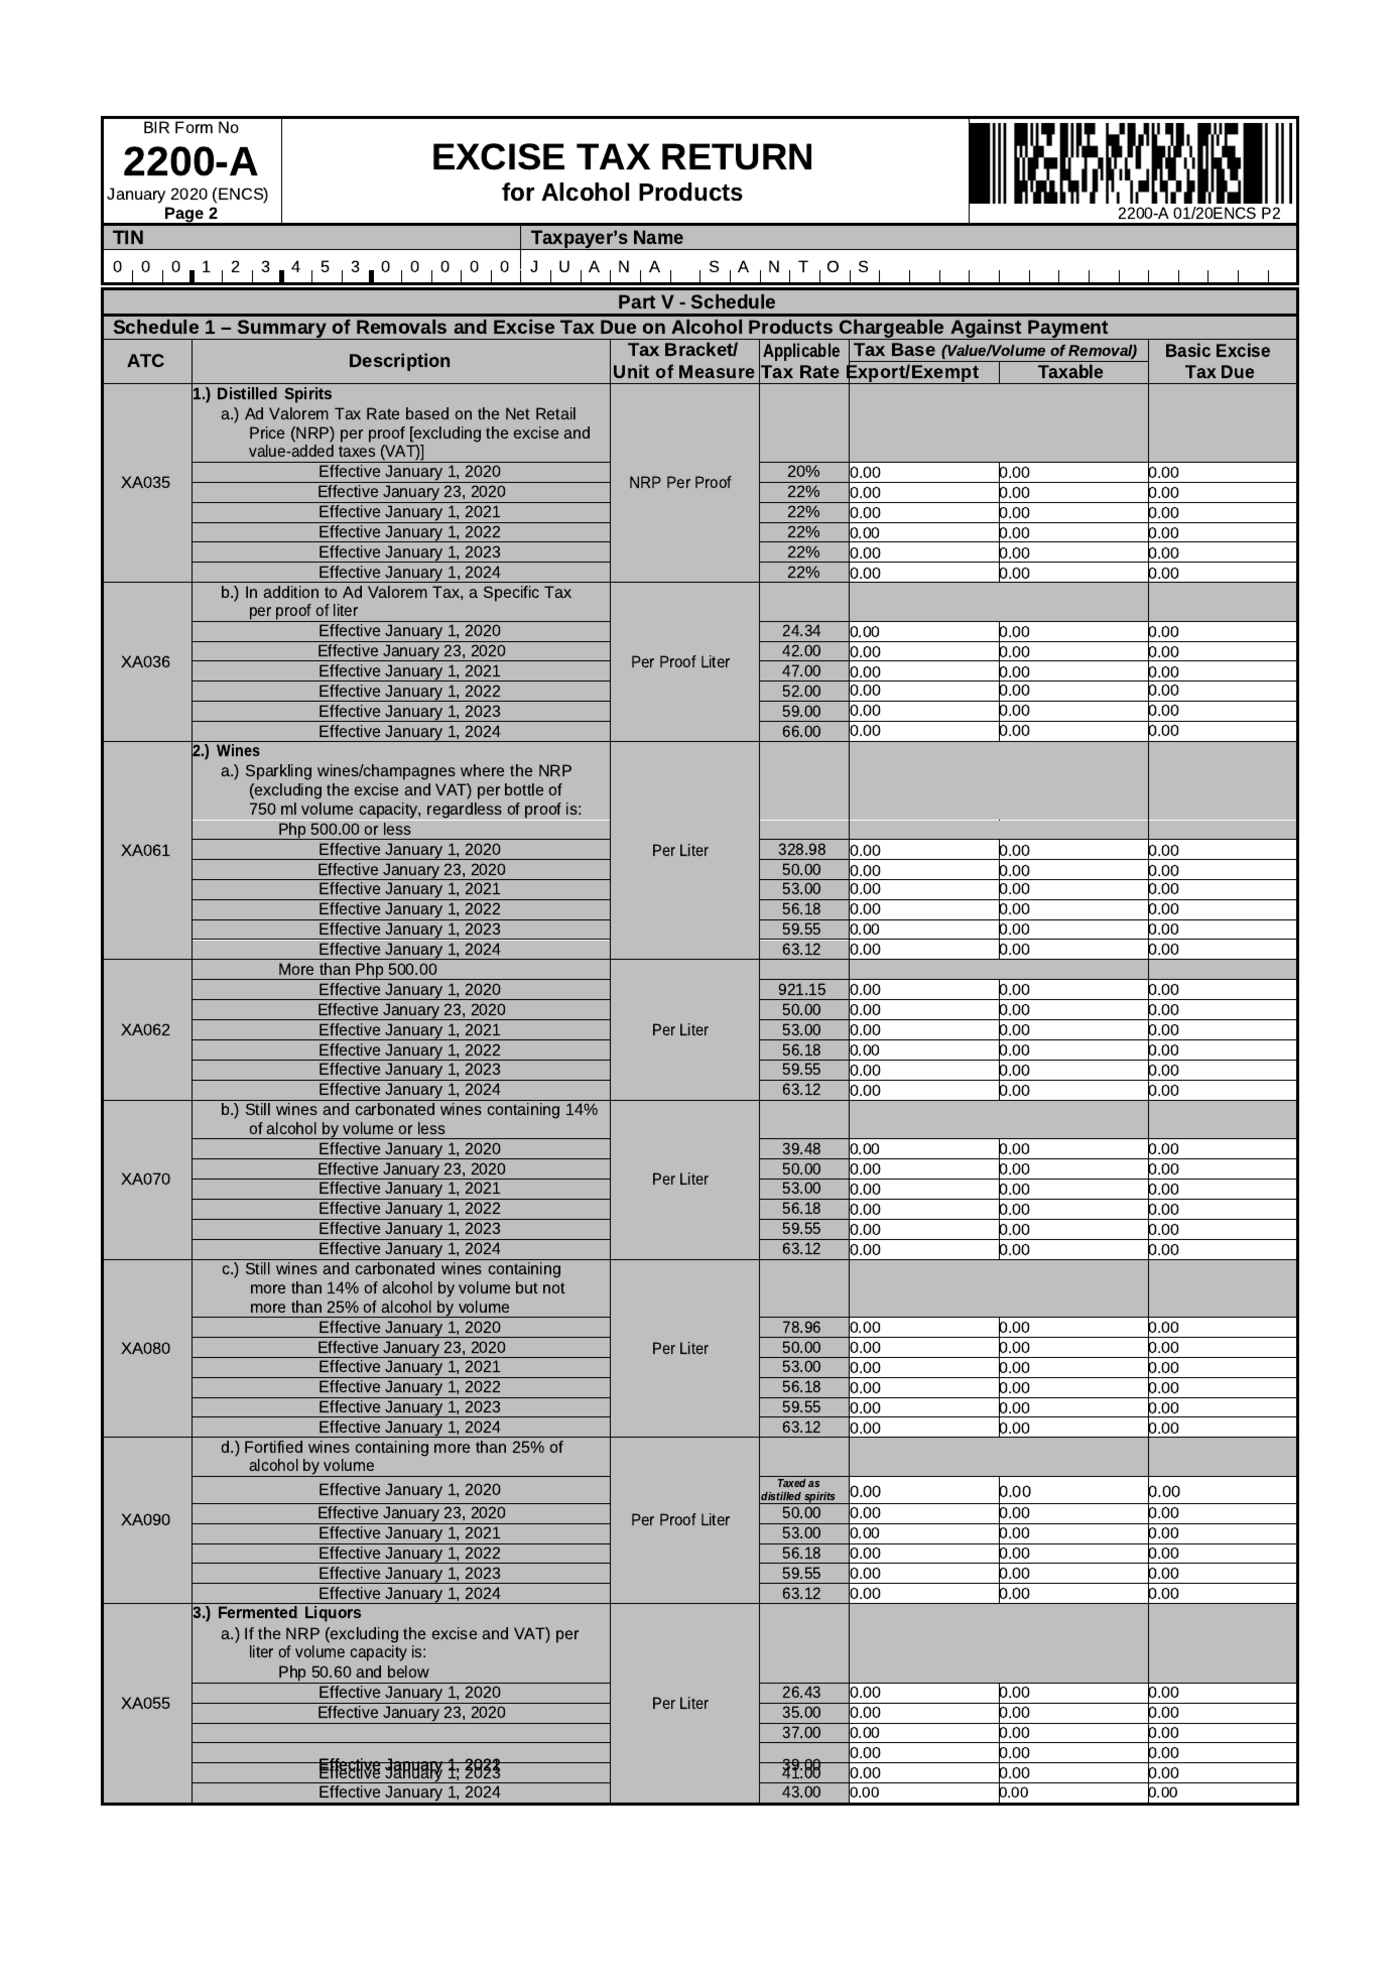 BIR Form No
2200-A
January 2020 (ENCS)
Page 2
EXCISE TAX RETURN
for Alcohol Products
2200-A 01/20ENCS P2
TIN Taxpayer’s Name
0 0 0 1 2 3 4 5 3 0 0 0 0 0 J U A N A S A N T O S
Part V - Schedule
Schedule 1 – Summary of Removals and Excise Tax Due on Alcohol Products Chargeable Against Payment
ATC Description Tax Bracket/ Unit of Measure Applicable Tax Rate Tax Base (Value/Volume of Removal) Basic Excise Tax Due
Export/Exempt Taxable
1.) Distilled Spirits
a.) Ad Valorem Tax Rate based on the Net Retail
Price (NRP) per proof [excluding the excise and
value-added taxes (VAT)]
XA035 NRP Per Proof
Effective January 1, 2020 20% 0.00 0.00 0.00
Effective January 23, 2020 22% 0.00 0.00 0.00
Effective January 1, 2021 22% 0.00 0.00 0.00
Effective January 1, 2022 22% 0.00 0.00 0.00
Effective January 1, 2023 22% 0.00 0.00 0.00
Effective January 1, 2024 22% 0.00 0.00 0.00
b.) In addition to Ad Valorem Tax, a Specific Tax
per proof of liter
XA036 Per Proof Liter
Effective January 1, 2020 24.34 0.00 0.00 0.00
Effective January 23, 2020 42.00 0.00 0.00 0.00
Effective January 1, 2021 47.00 0.00 0.00 0.00
Effective January 1, 2022 52.00 0.00 0.00 0.00
Effective January 1, 2023 59.00 0.00 0.00 0.00
Effective January 1, 2024 66.00 0.00 0.00 0.00
2.) Wines
a.) Sparkling wines/champagnes where the NRP
(excluding the excise and VAT) per bottle of
750 ml volume capacity, regardless of proof is:
Php 500.00 or less
XA061 Per Liter
Effective January 1, 2020 328.98 0.00 0.00 0.00
Effective January 23, 2020 50.00 0.00 0.00 0.00
Effective January 1, 2021 53.00 0.00 0.00 0.00
Effective January 1, 2022 56.18 0.00 0.00 0.00
Effective January 1, 2023 59.55 0.00 0.00 0.00
Effective January 1, 2024 63.12 0.00 0.00 0.00
More than Php 500.00
XA062 Per Liter
Effective January 1, 2020 921.15 0.00 0.00 0.00
Effective January 23, 2020 50.00 0.00 0.00 0.00
Effective January 1, 2021 53.00 0.00 0.00 0.00
Effective January 1, 2022 56.18 0.00 0.00 0.00
Effective January 1, 2023 59.55 0.00 0.00 0.00
Effective January 1, 2024 63.12 0.00 0.00 0.00
b.) Still wines and carbonated wines containing 14%
of alcohol by volume or less
XA070 Per Liter
Effective January 1, 2020 39.48 0.00 0.00 0.00
Effective January 23, 2020 50.00 0.00 0.00 0.00
Effective January 1, 2021 53.00 0.00 0.00 0.00
Effective January 1, 2022 56.18 0.00 0.00 0.00
Effective January 1, 2023 59.55 0.00 0.00 0.00
Effective January 1, 2024 63.12 0.00 0.00 0.00
c.) Still wines and carbonated wines containing
more than 14% of alcohol by volume but not
more than 25% of alcohol by volume
XA080 Per Liter
Effective January 1, 2020 78.96 0.00 0.00 0.00
Effective January 23, 2020 50.00 0.00 0.00 0.00
Effective January 1, 2021 53.00 0.00 0.00 0.00
Effective January 1, 2022 56.18 0.00 0.00 0.00
Effective January 1, 2023 59.55 0.00 0.00 0.00
Effective January 1, 2024 63.12 0.00 0.00 0.00
d.) Fortified wines containing more than 25% of
alcohol by volume
XA090 Per Proof Liter
Effective January 1, 2020 Taxed as distilled spirits 0.00 0.00 0.00
Effective January 23, 2020 50.00 0.00 0.00 0.00
Effective January 1, 2021 53.00 0.00 0.00 0.00
Effective January 1, 2022 56.18 0.00 0.00 0.00
Effective January 1, 2023 59.55 0.00 0.00 0.00
Effective January 1, 2024 63.12 0.00 0.00 0.00
3.) Fermented Liquors
a.) If the NRP (excluding the excise and VAT) per
liter of volume capacity is:
Php 50.60 and below
XA055 Per Liter
Effective January 1, 2020 26.43 0.00 0.00 0.00
Effective January 23, 2020 35.00 0.00 0.00 0.00
37.00 0.00 0.00 0.00
Effective January 1, 39.00 0.00 0.00 0.00
Effective January 1, 2023 41.00 0.00 0.00 0.00
Effective January 1, 2024 43.00 0.00 0.00 0.00